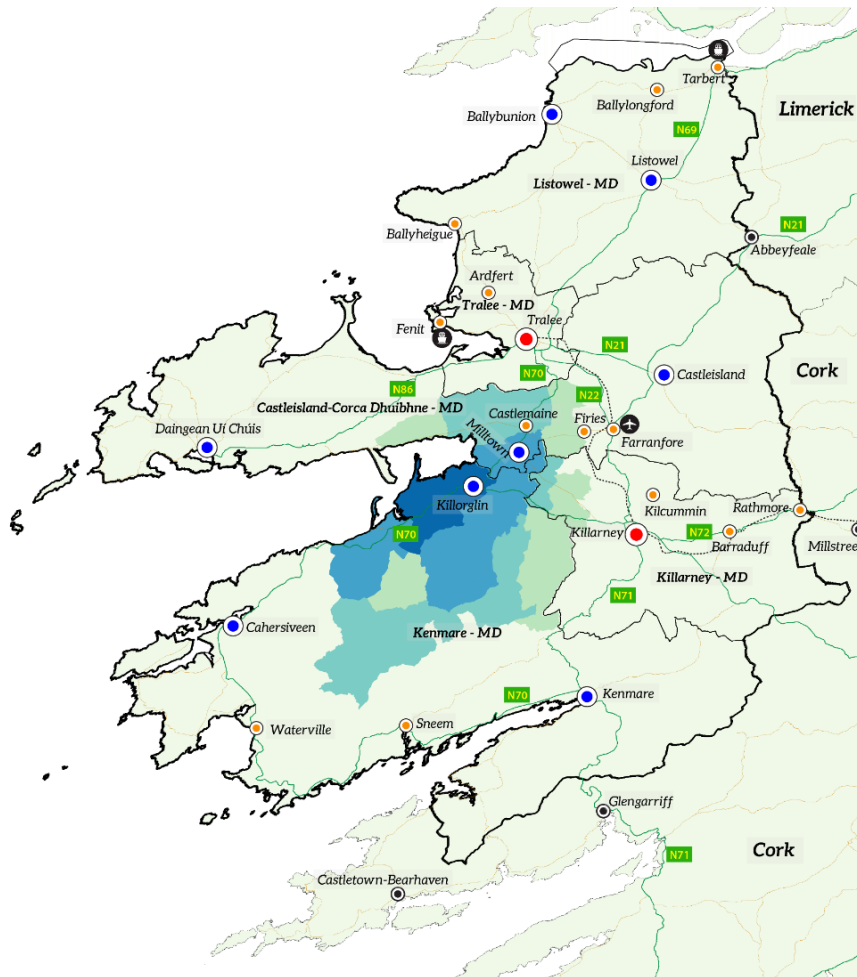 Tarbert
Ballylongford
Limerick
Ballybunion
N69
Listowel
Listowel - MD
N21
Ballyheigue
Abbeyfeale
Ardfert
Tralee - MD
Fenit
Tralee
N21
Cork
N70
Castleisland
N86
N22
Castleisland-Corca Dhuibhne - MD
Castlemaine
Firies
Daingean Uí Chúis
Milltown
Farranfore
Killorglin
Kilcummin
Rathmore
N70
Killarney
N72
Barraduff
Millstree
Killarney - MD
N71
Cahersiveen
Kenmare - MD
N70
Kenmare
Waterville
Sneem
Glengarriff
N71
Cork
Castletown-Bearhaven